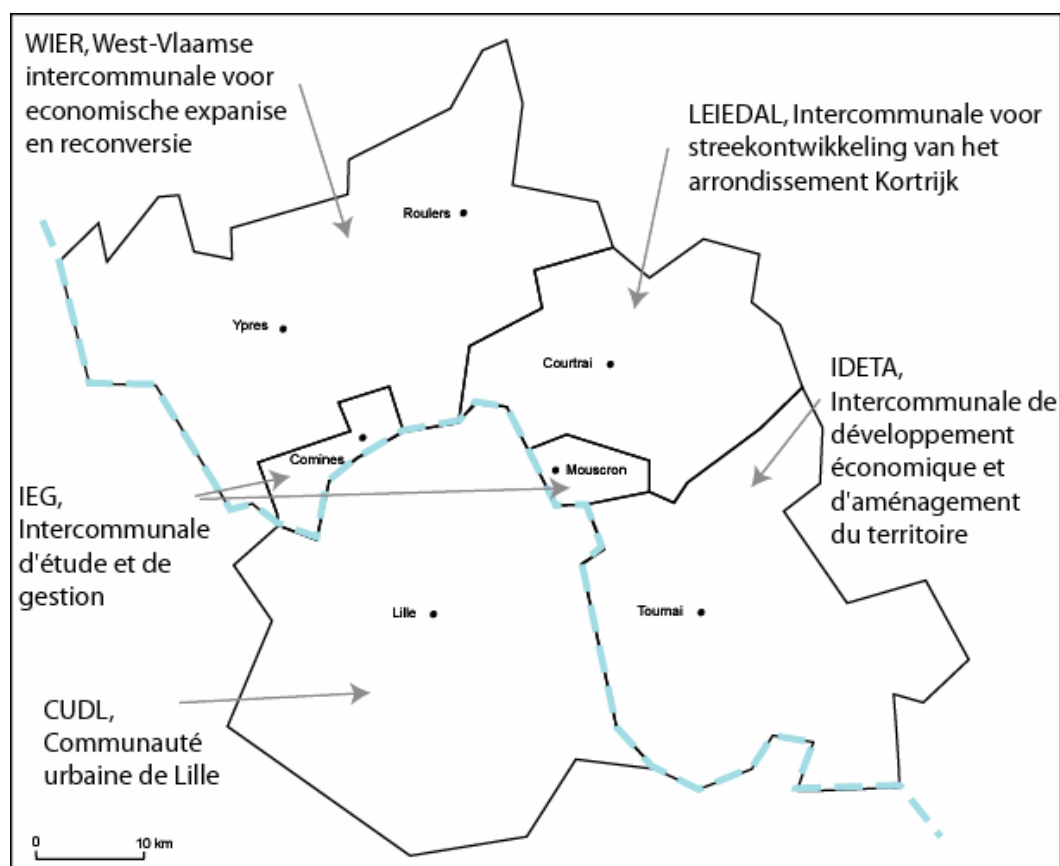 WIER, West-Vlaamse
intercommunale voor
economische expanise
en reconversie
LEIEDAL, Intercommunale voor
streekontwikkeling van het
arrondissement Kortrijk
Roulers
Ypres
Courtrai
IDETA,
Intercommunale de
développement
économique et
d'aménagement
du territoire
Comines
Mouscron
IEG,
Intercommunale
d'étude et de
gestion
Lille
Tournai
CUDL,
Communauté
urbaine de Lille
0 10 km